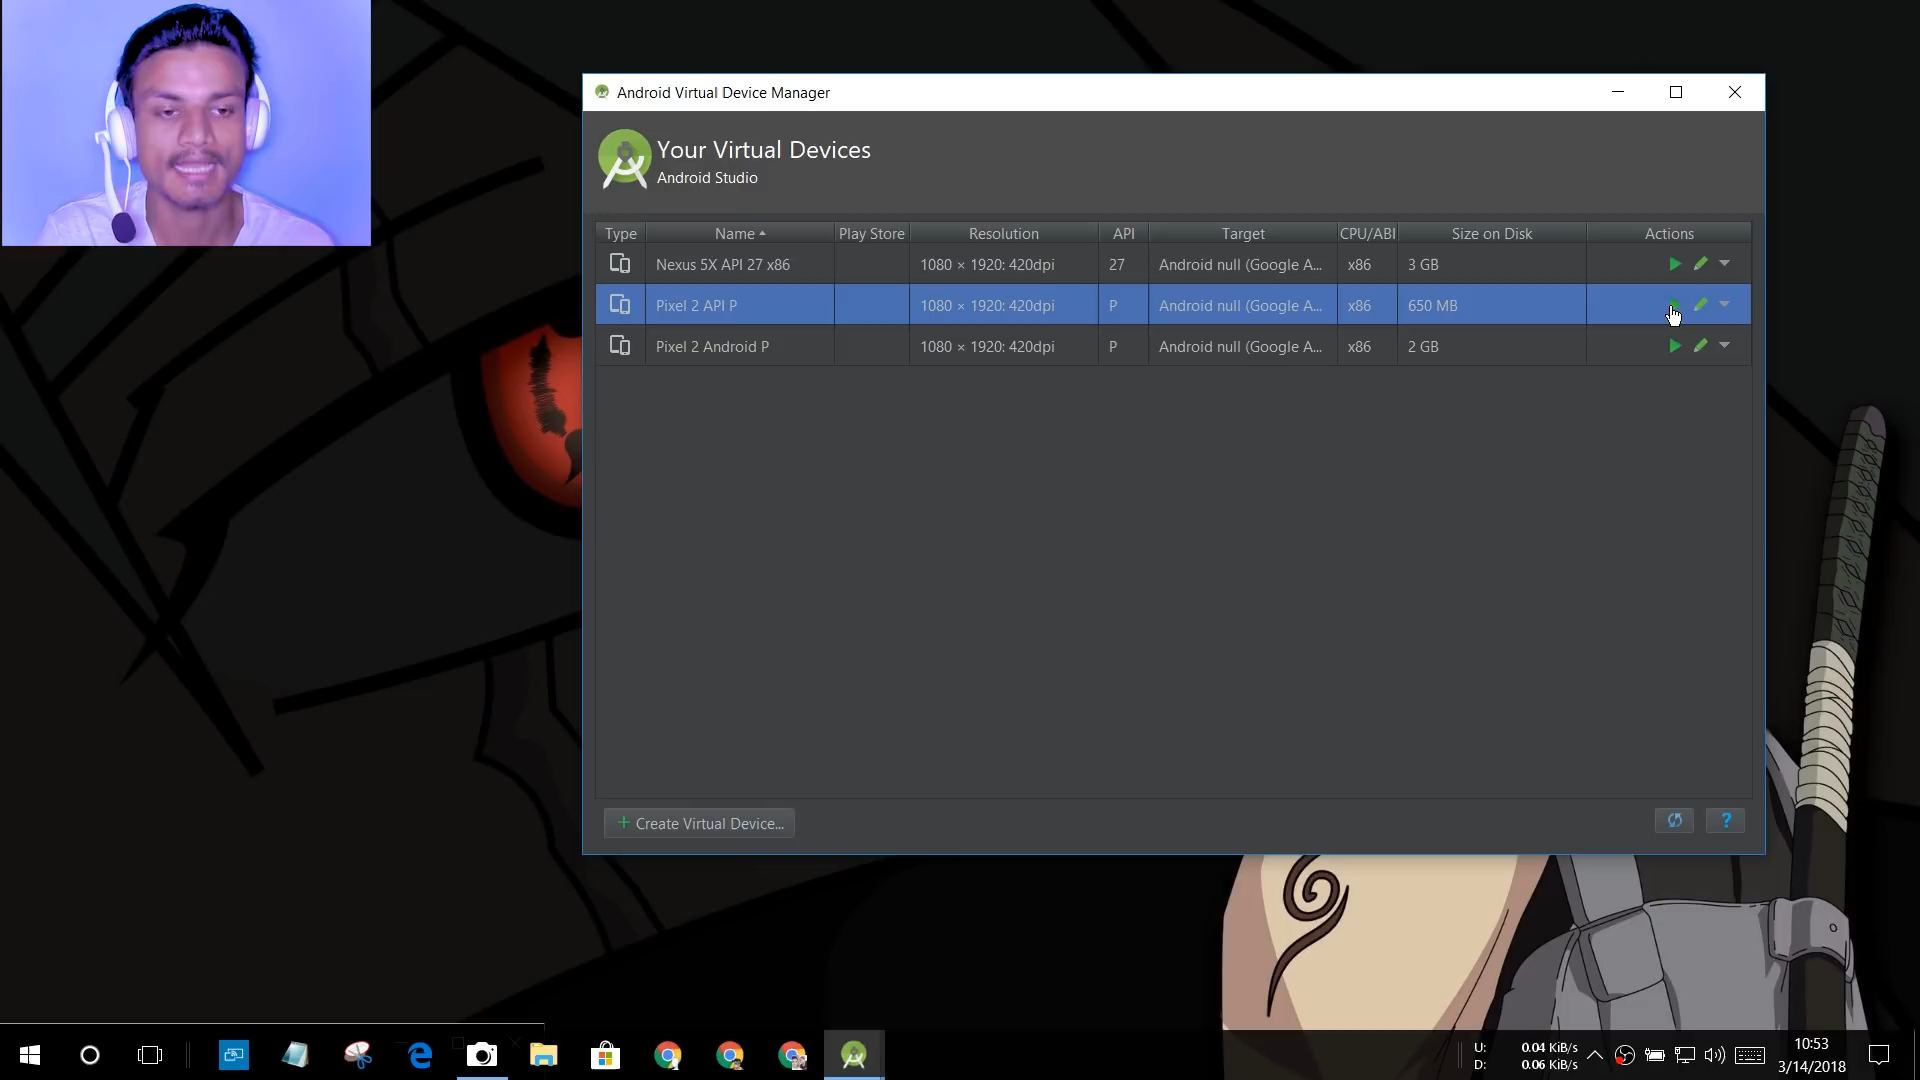 Android Virtual Device Manager
Your Virtual Devices
Android Studio
Type Name Play Store Resolution API Target CPU/ABI Size on Disk Actions
Nexus 5X API 27 x86 1080 × 1920: 420dpi 27 Android null (Google A... x86 3 GB
Pixel 2 API P 1080 × 1920: 420dpi P Android null (Google A... x86 650 MB
Pixel 2 Android P 1080 × 1920: 420dpi P Android null (Google A... x86 2 GB
+ Create Virtual Device...
?
U: 0.04 KiB/s
D: 0.06 KiB/s
10:53
3/14/2018